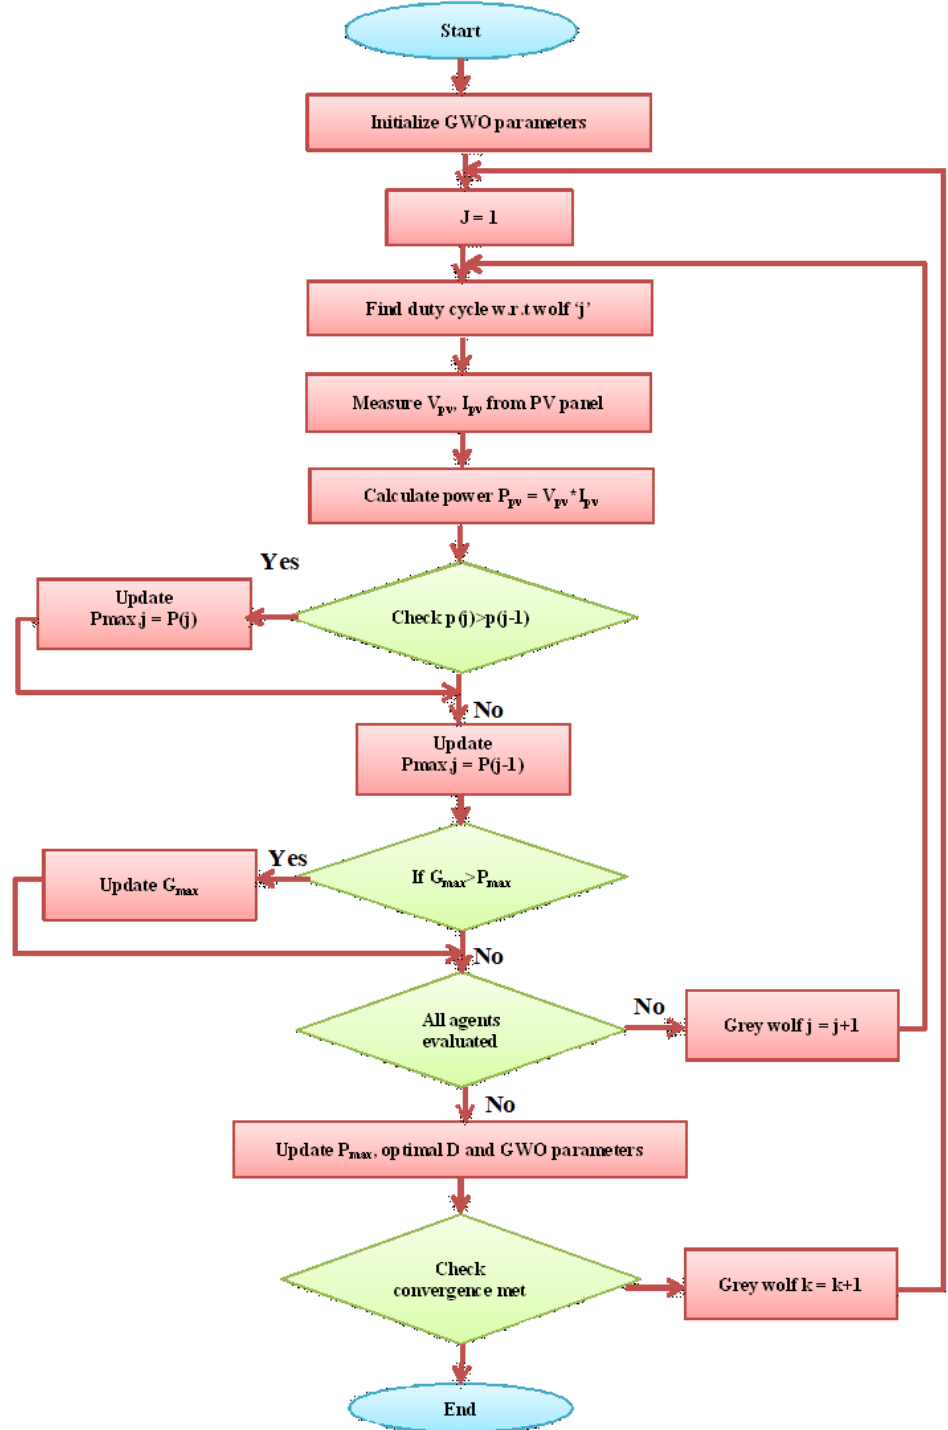 Start
Initialize GWO parameters
J = 1
Find duty cycle w.r.t wolf ‘j’
Measure Vpv, Ipv from PV panel
Calculate power Ppv = Vpv*Ipv
Yes
Update
Pmax,j = P(j)
Check p(j)>p(j-1)
No
Update
Pmax,j = P(j-1)
Yes
Update Gmax
If Gmax>Pmax
No
All agents
evaluated
No
Grey wolf j = j+1
No
Update Pmax, optimal D and GWO parameters
Check
convergence met
Grey wolf k = k+1
End